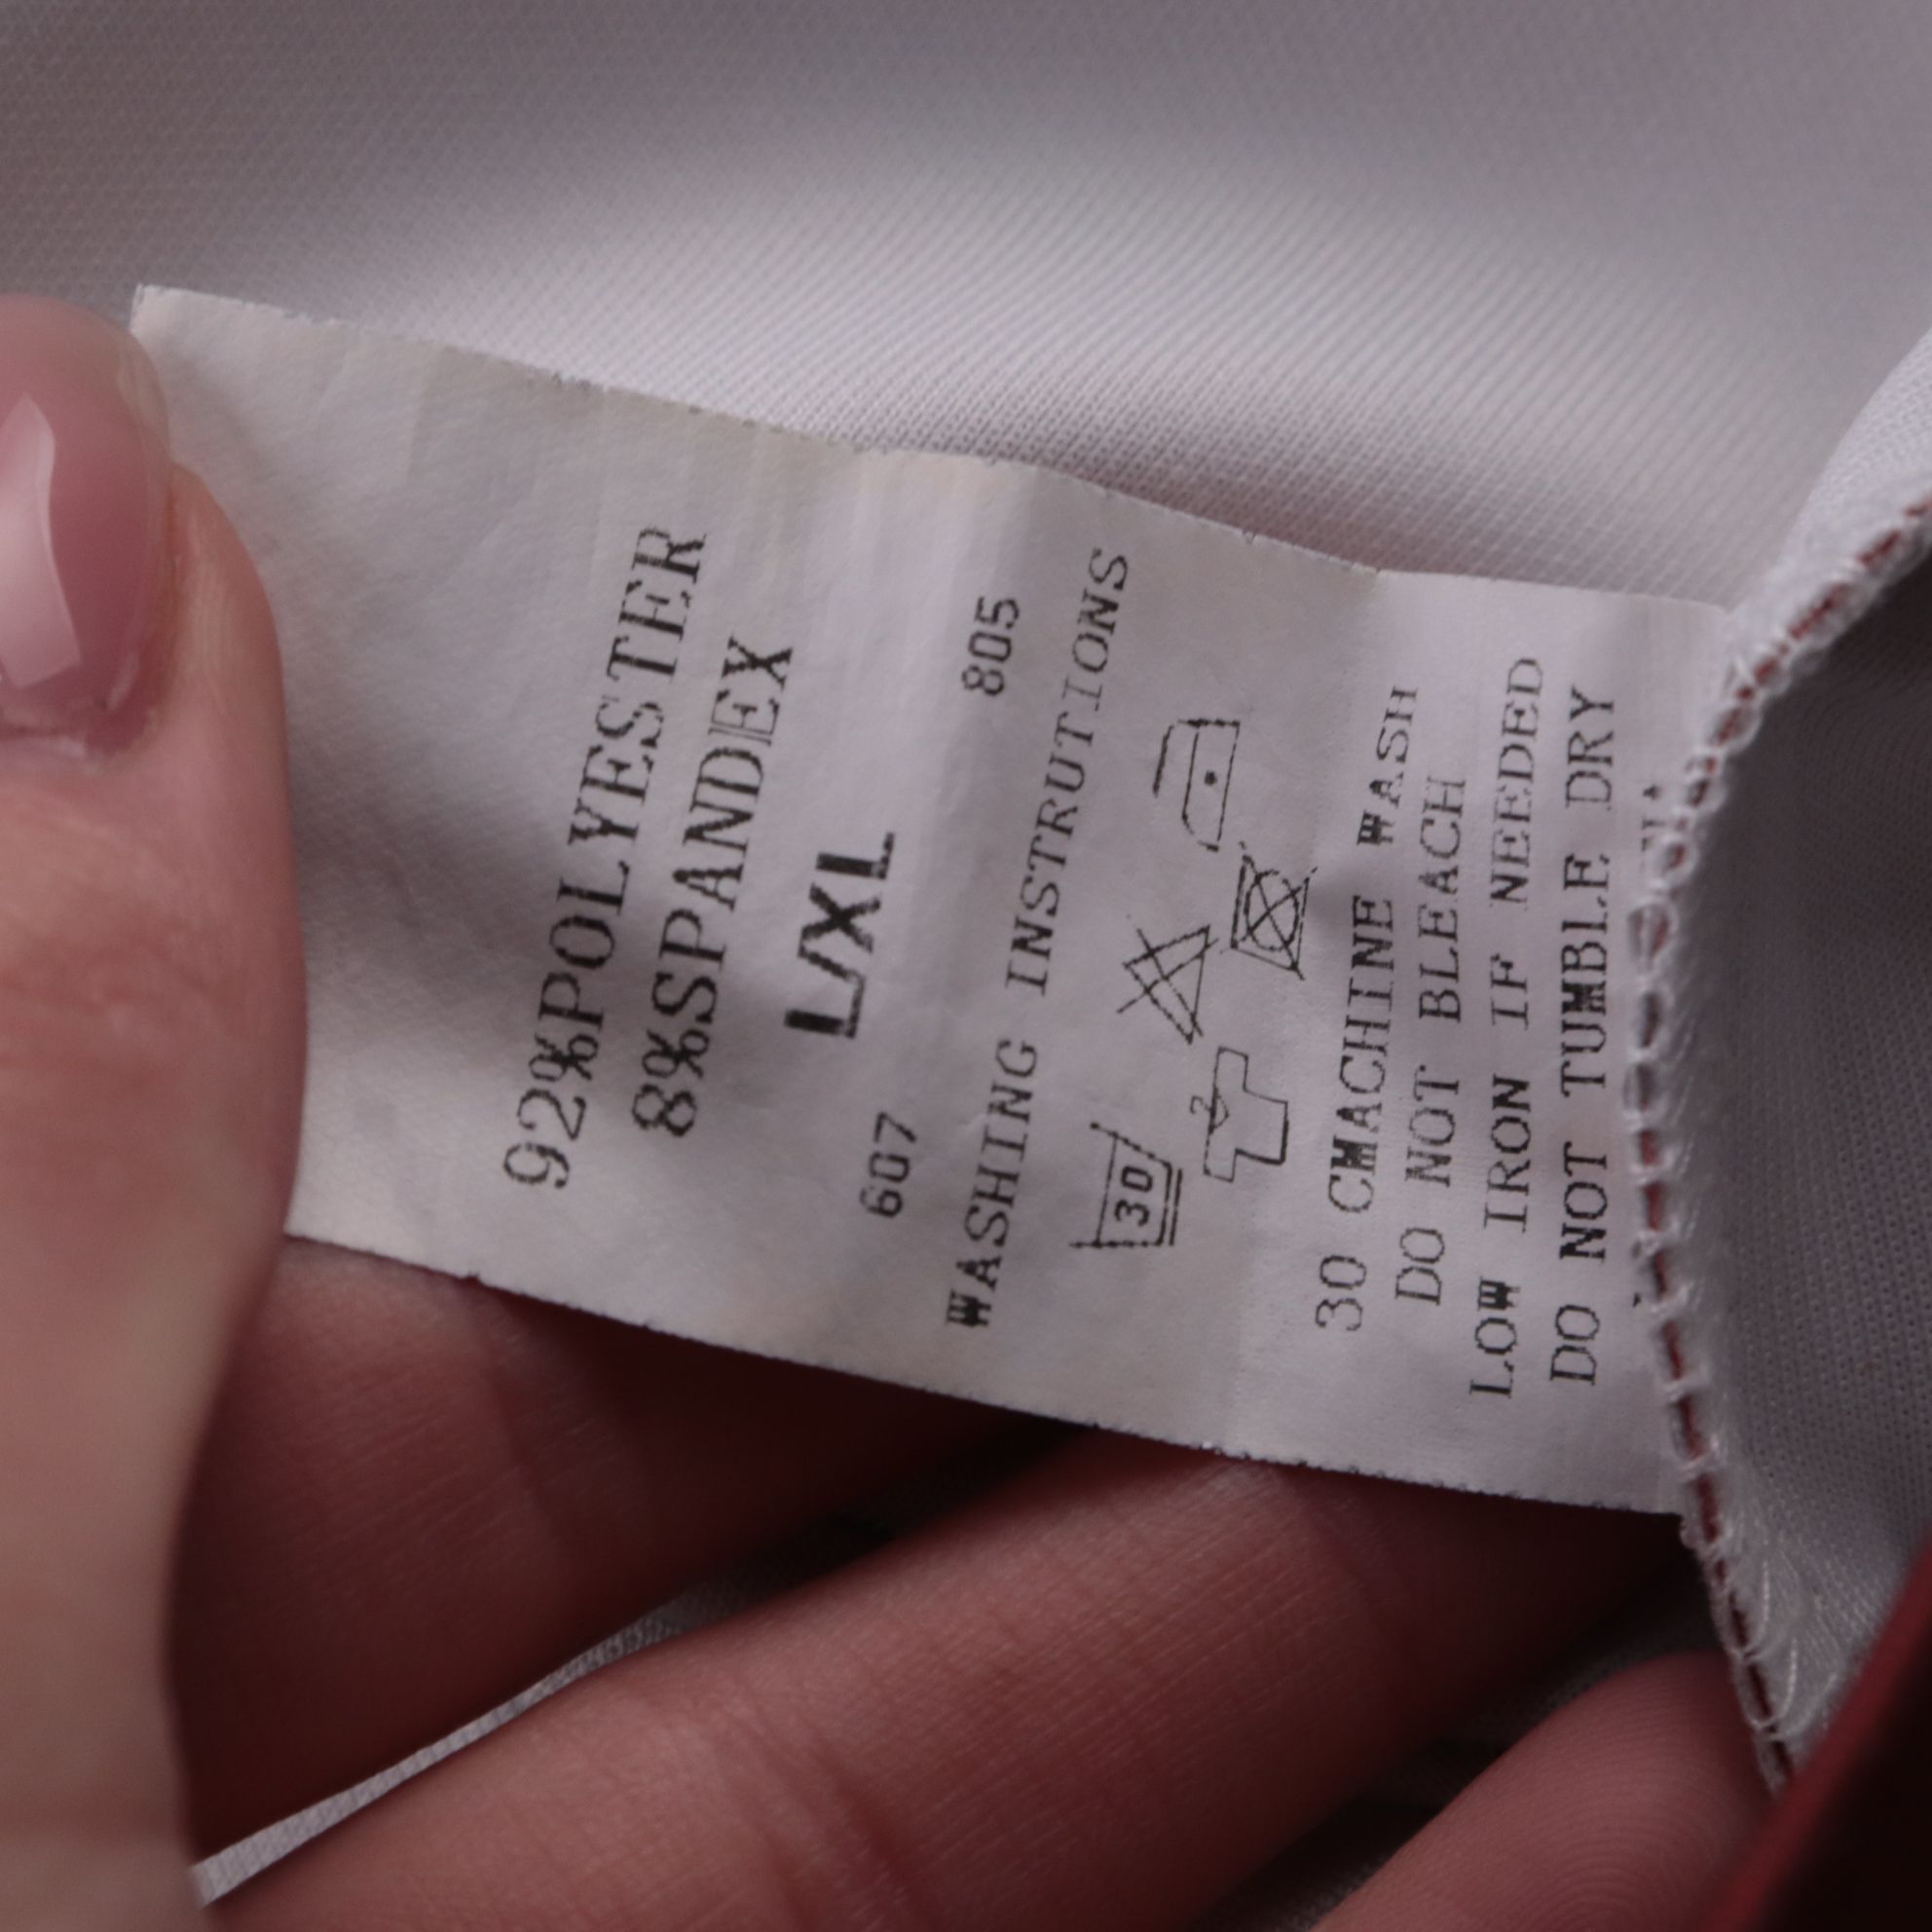 92%POLYESTER
8%SPANDEX
L/XL
607 805
WASHING INSTRUTIONS
30
2
30 CMACHINE WASH
DO NOT BLEACH
LOW IRON IF NEEDED
DO NOT TUMBLE DRY